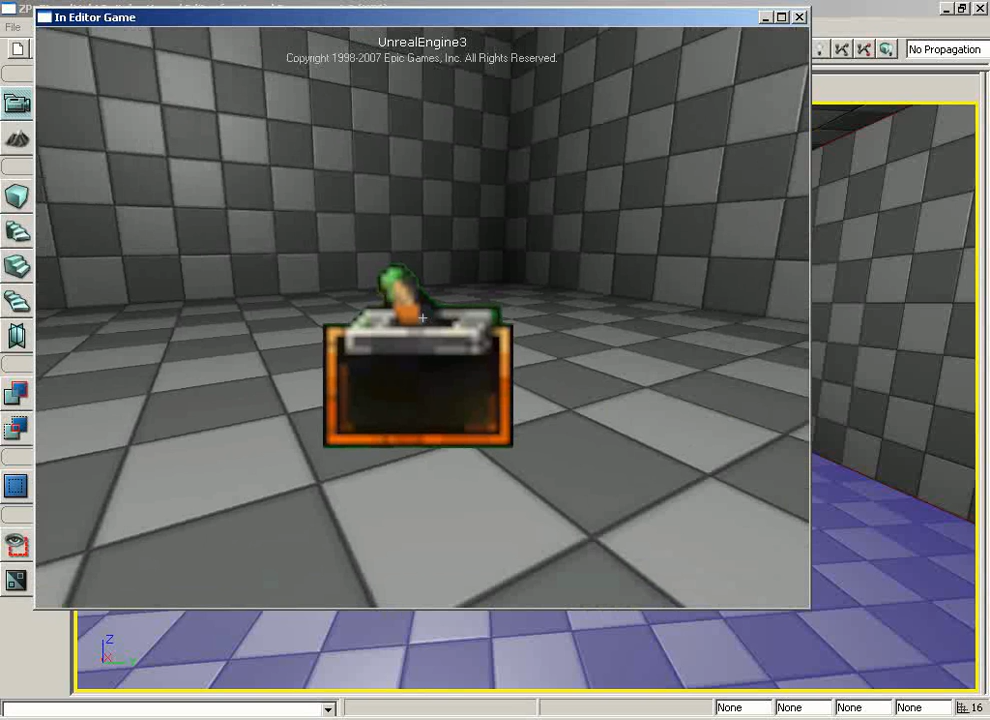 In Editor Game
File
UnrealEngine3
Copyright 1998-2007 Epic Games, Inc. All Rights Reserved.
No Propagation
Z
X
None
None
None
None
16